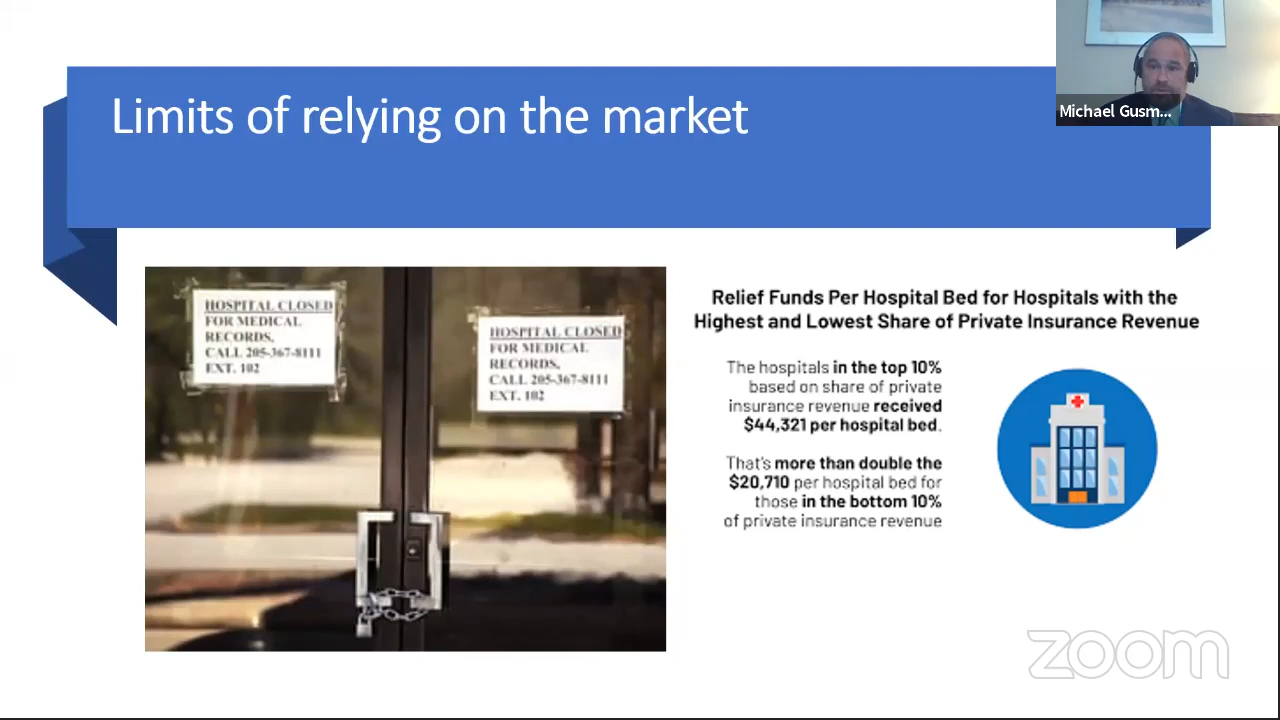 Limits of relying on the market
Michael Gusm...
HOSPITAL CLOSED
FOR MEDICAL
RECORDS,
CALL 205-367-8111
EXT. 102
HOSPITAL CLOSED
FOR MEDICAL
RECORDS,
CALL 205-367-8111
EXT. 102
Relief Funds Per Hospital Bed for Hospitals with the
Highest and Lowest Share of Private Insurance Revenue
The hospitals in the top 10%
based on share of private
insurance revenue received
$44,321 per hospital bed.
That's more than double the
$20,710 per hospital bed for
those in the bottom 10%
of private insurance revenue
zoom